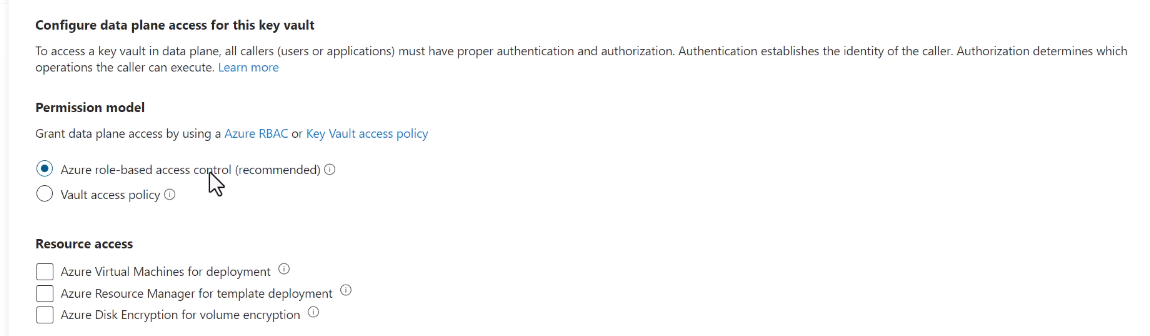 Configure data plane access for this key vault
To access a key vault in data plane, all callers (users or applications) must have proper authentication and authorization. Authentication establishes the identity of the caller. Authorization determines which
operations the caller can execute. Learn more
Permission model
Grant data plane access by using a Azure RBAC or Key Vault access policy
Azure role-based access control (recommended)
Vault access policy
Resource access
Azure Virtual Machines for deployment
Azure Resource Manager for template deployment
Azure Disk Encryption for volume encryption